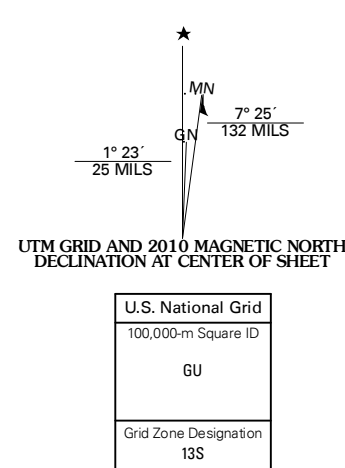 MN
7° 25´
132 MILS
GN
1° 23´
25 MILS
UTM GRID AND 2010 MAGNETIC NORTH
DECLINATION AT CENTER OF SHEET
U.S. National Grid
100,000-m Square ID
GU
Grid Zone Designation
13S